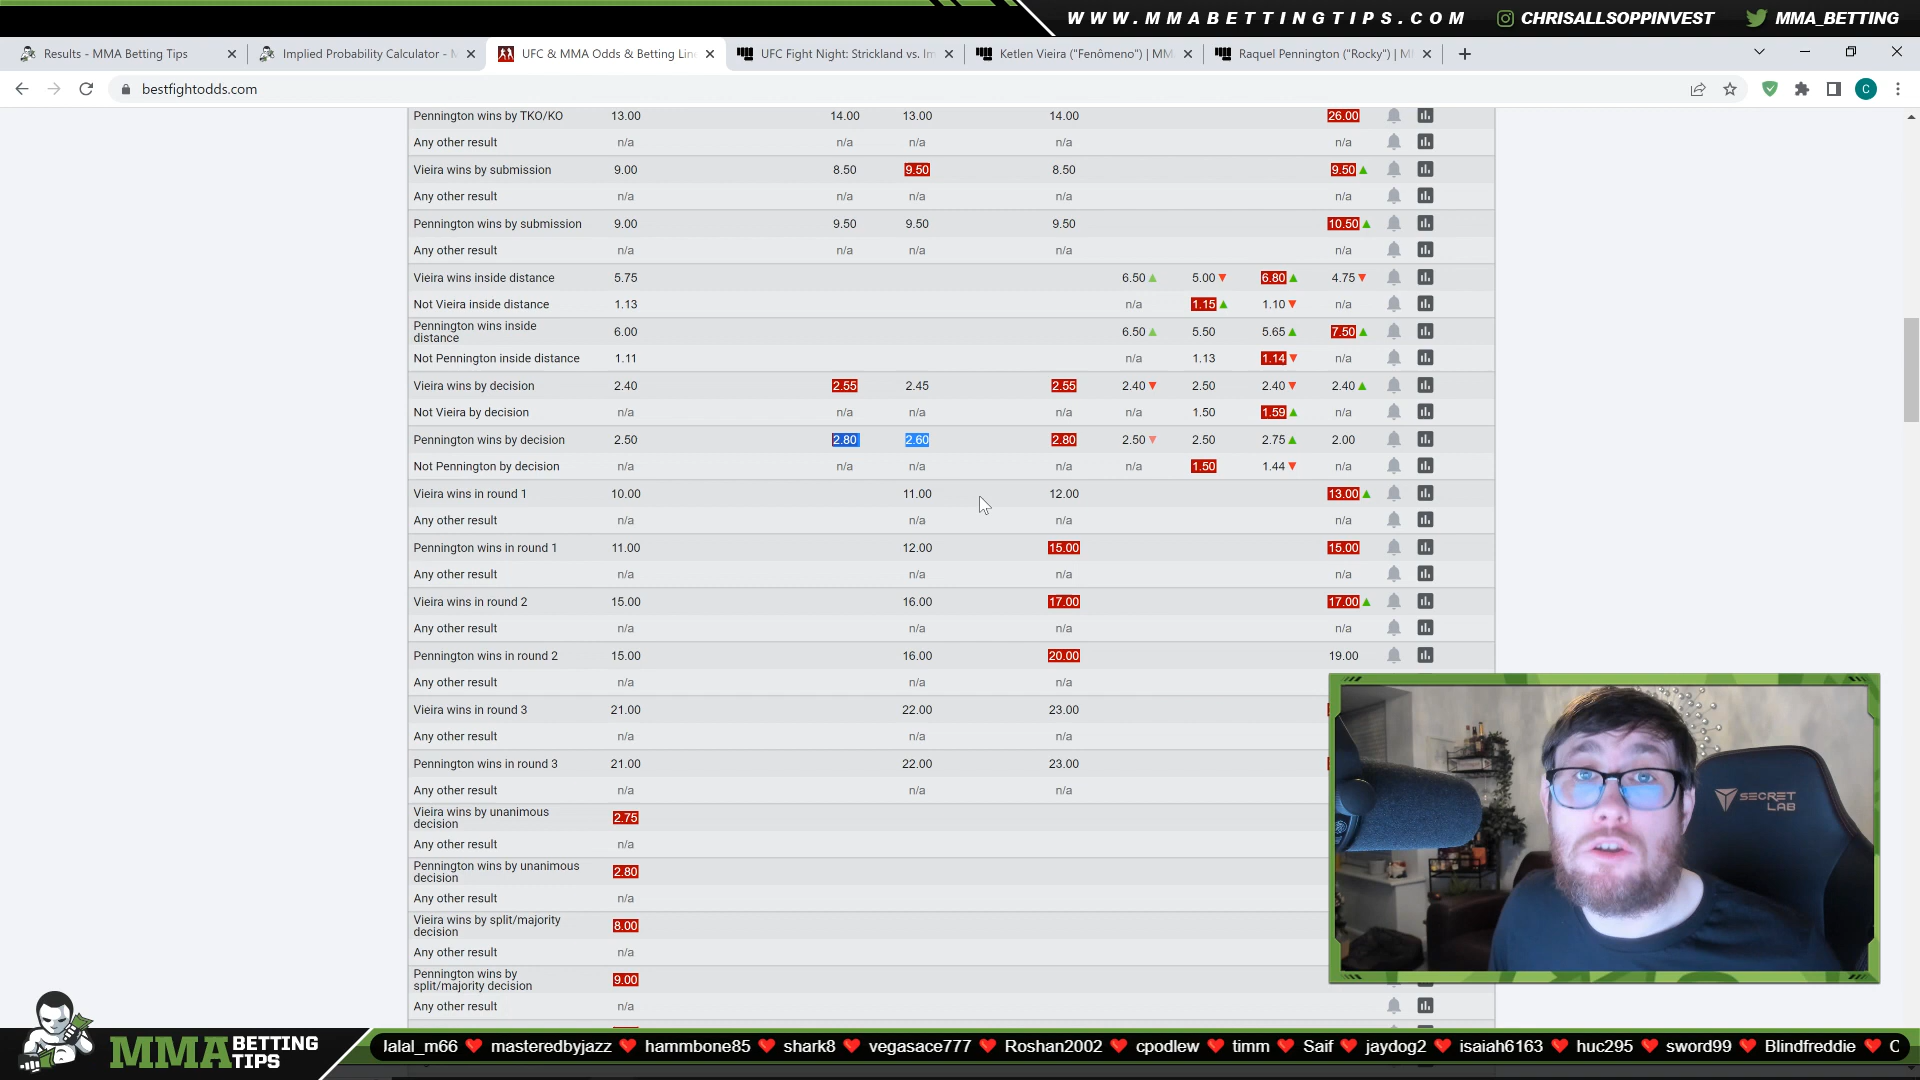 WWW.MMABETTINGTIPS.COM CHRISALLSOPPINVEST MMA_BETTING
Results - MMA Betting Tips Implied Probability Calculator - M UFC & MMA Odds & Betting Line UFC Fight Night: Strickland vs. Im Ketlen Vieira ("Fenômeno") | MM Raquel Pennington ("Rocky") | M
bestfightodds.com C
Pennington wins by TKO/KO 13.00 14.00 13.00 14.00 26.00
Any other result n/a n/a n/a n/a n/a
Vieira wins by submission 9.00 8.50 9.50 8.50 9.50
Any other result n/a n/a n/a n/a n/a
Pennington wins by submission 9.00 9.50 9.50 9.50 10.50
Any other result n/a n/a n/a n/a n/a
Vieira wins inside distance 5.75 6.50 5.00 6.80 4.75
Not Vieira inside distance 1.13 n/a 1.15 1.10 n/a
Pennington wins inside distance 6.00 6.50 5.50 5.65 7.50
Not Pennington inside distance 1.11 n/a 1.13 1.14 n/a
Vieira wins by decision 2.40 2.55 2.45 2.55 2.40 2.50 2.40 2.40
Not Vieira by decision n/a n/a n/a n/a n/a 1.50 1.59 n/a
Pennington wins by decision 2.50 2.80 2.60 2.80 2.50 2.50 2.75 2.00
Not Pennington by decision n/a n/a n/a n/a n/a 1.50 1.44 n/a
Vieira wins in round 1 10.00 11.00 12.00 13.00
Any other result n/a n/a n/a n/a
Pennington wins in round 1 11.00 12.00 15.00 15.00
Any other result n/a n/a n/a n/a
Vieira wins in round 2 15.00 16.00 17.00 17.00
Any other result n/a n/a n/a n/a
Pennington wins in round 2 15.00 16.00 20.00 19.00
Any other result n/a n/a n/a
Vieira wins in round 3 21.00 22.00 23.00
Any other result n/a n/a n/a
Pennington wins in round 3 21.00 22.00 23.00
Any other result n/a n/a n/a
Vieira wins by unanimous decision 2.75
Any other result n/a
Pennington wins by unanimous decision 2.80
Any other result n/a
Vieira wins by split/majority decision 8.00
Any other result n/a
Pennington wins by split/majority decision 9.00
Any other result n/a
SECRET LAB
MMA BETTING TIPS
lalal_m66 masteredbyjazz hammbone85 shark8 vegasace777 Roshan2002 cpodlew timm Saif jaydog2 isaiah6163 huc295 sword99 Blindfreddie